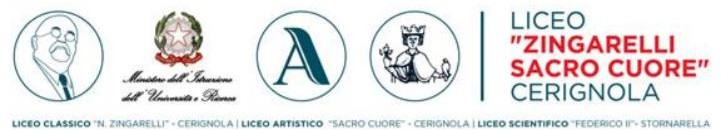 Ministero dell'Istruzione
dell'Università e Ricerca
A
LICEO
"ZINGARELLI
SACRO CUORE"
CERIGNOLA
LICEO CLASSICO "N. ZINGARELLI" - CERIGNOLA | LICEO ARTISTICO "SACRO CUORE" - CERIGNOLA | LICEO SCIENTIFICO "FEDERICO II"- STORNARELLA